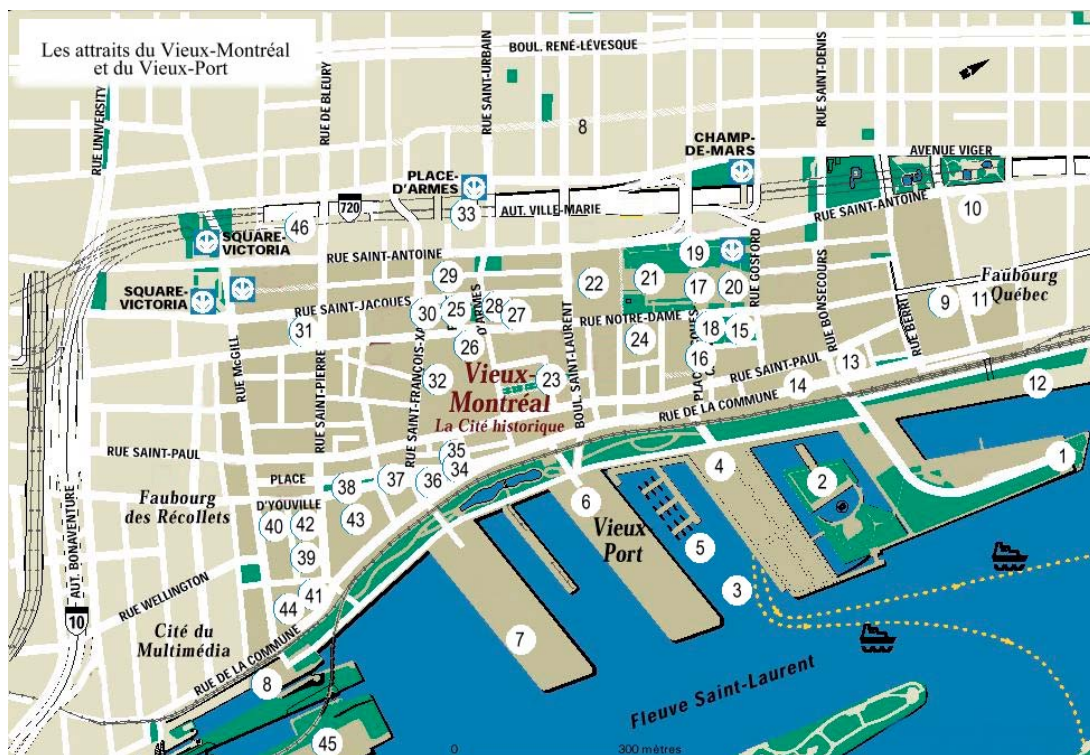 Les attraits du Vieux-Montréal
et du Vieux-Port
BOUL. RENÉ-LÉVESQUE
RUE UNIVERSITY
RUE DE BLEURY
RUE SAINT-URBAIN
RUE SAINT-DENIS
8
CHAMP-
DE-MARS
AVENUE VIGER
PLACE-
D'ARMES
720
33
AUT. VILLE-MARIE
RUE SAINT-ANTOINE
10
46
SQUARE-
VICTORIA
RUE SAINT-ANTOINE
19
RUE GOSFORD
RUE BONSECOURS
29
22
21
17
20
Faubourg
Québec
SQUARE-
VICTORIA
RUE SAINT-JACQUES
30
25
D'ARMES
28
27
9
11
31
RUE NOTRE-DAME
18
15
RUE BERRI
26
24
16
RUE McGILL
RUE SAINT-PIERRE
32
Vieux-
Montréal
La Cité historique
23
BOUL. SAINT-LAURENT
RUE SAINT-PAUL
13
14
12
RUE DE LA COMMUNE
RUE SAINT-PAUL
35
34
1
PLACE
38
37
36
4
2
D'YOUVILLE
Faubourg
des Récollets
40
42
43
6
Vieux
Port
5
39
3
AUT. BONAVENTURE
10
RUE WELLINGTON
44
41
7
Cité du
Multimédia
RUE DE LA COMMUNE
8
Fleuve Saint-Laurent
45
0
300 mètres